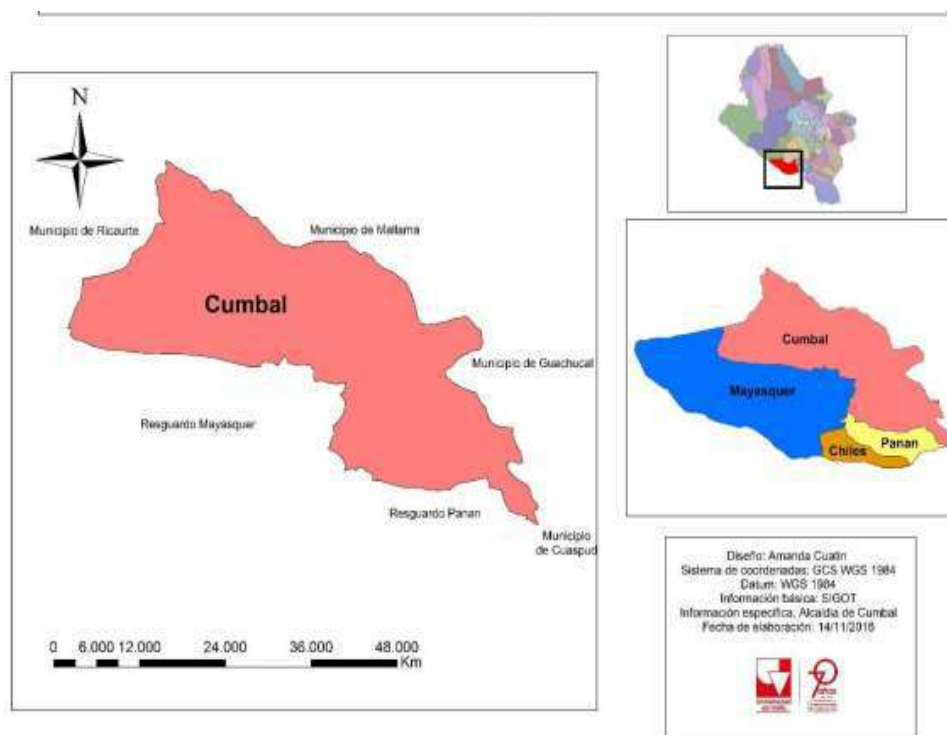 N
Municipio de Ricaurte
Municipio de Mallama
Cumbal
Municipio de Guachucal
Resguardo Mayasquer
Resguardo Panan
Municipio
de Cuaspud
0 6.000 12.000 24.000 36.000 48.000
Km
Cumbal
Mayasquer
Panan
Chiles
Diseño: Amanda Cuatin
Sistema de coordenadas: GCS WGS 1984
Datum: WGS 1984
Información básica: SIGOT
Información especifica: Alcaldia de Cumbal
Fecha de elaboración: 14/11/2016
años